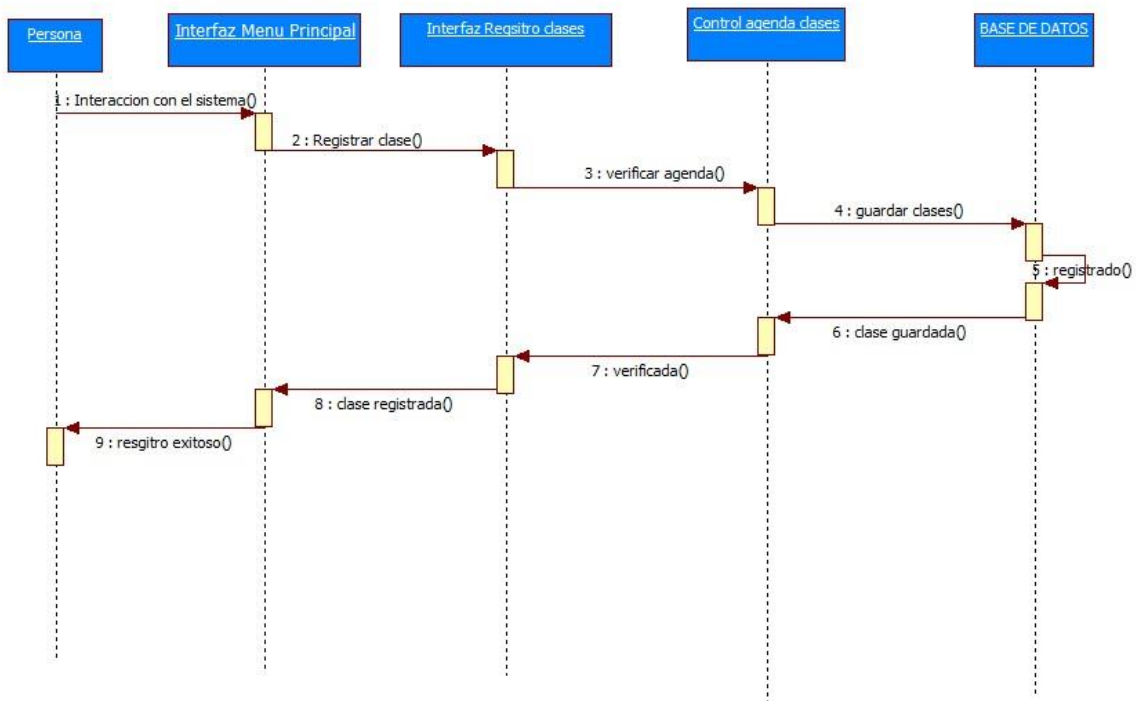 Persona
Interfaz Menu Principal
Interfaz Reqsitro clases
Control agenda clases
BASE DE DATOS
1 : Interaccion con el sistema()
2 : Registrar clase()
3 : verificar agenda()
4 : guardar clases()
5 : registrado()
6 : clase guardada()
7 : verificada()
8 : clase registrada()
9 : resgitro exitoso()